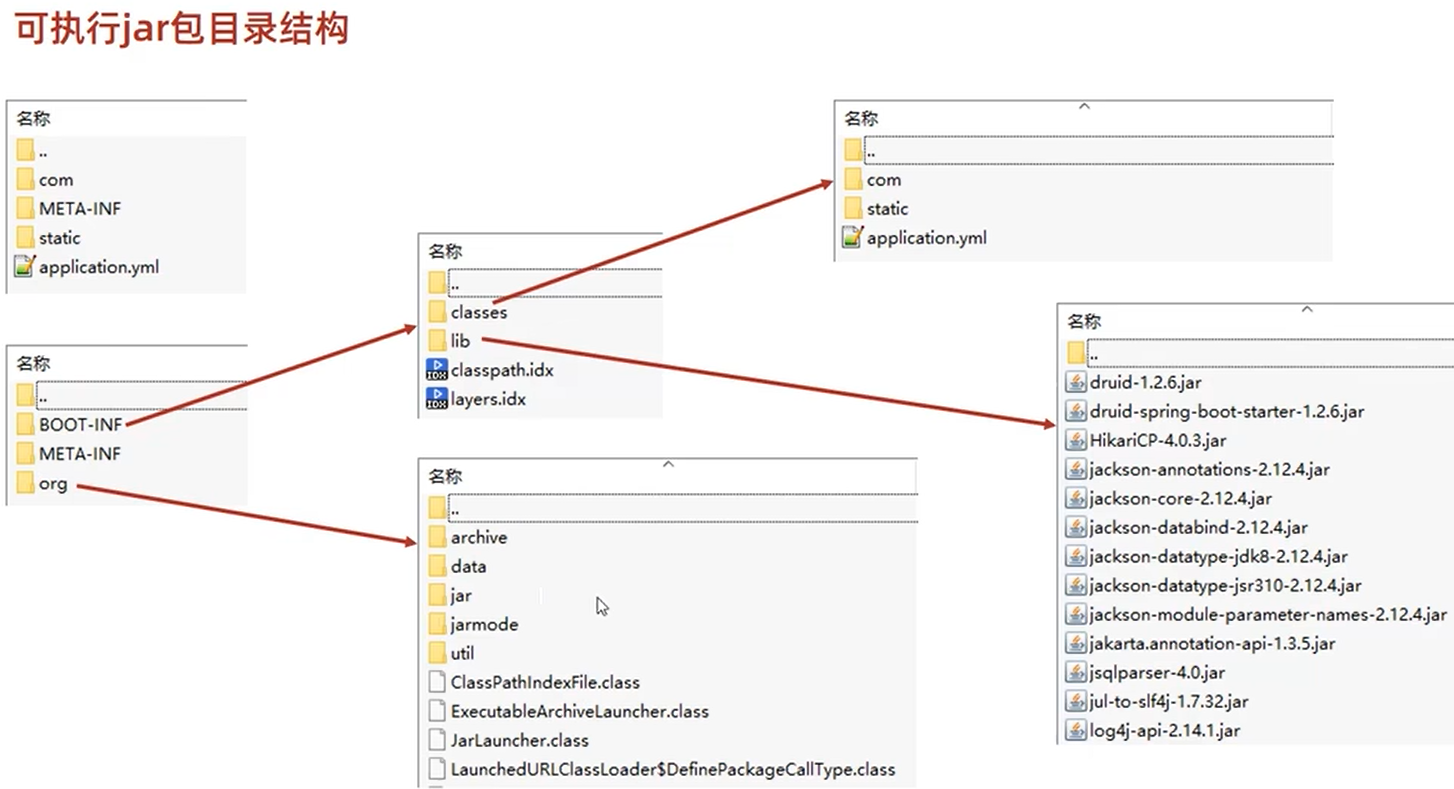 可执行jar包目录结构
名称
..
com
META-INF
static
application.yml
名称
..
BOOT-INF
META-INF
org
名称
..
classes
lib
classpath.idx
layers.idx
名称
..
archive
data
jar
jarmode
util
ClassPathIndexFile.class
ExecutableArchiveLauncher.class
JarLauncher.class
LaunchedURLClassLoader$DefinePackageCallType.class
名称
..
com
static
application.yml
名称
..
druid-1.2.6.jar
druid-spring-boot-starter-1.2.6.jar
HikariCP-4.0.3.jar
jackson-annotations-2.12.4.jar
jackson-core-2.12.4.jar
jackson-databind-2.12.4.jar
jackson-datatype-jdk8-2.12.4.jar
jackson-datatype-jsr310-2.12.4.jar
jackson-module-parameter-names-2.12.4.jar
jakarta.annotation-api-1.3.5.jar
jsqlparser-4.0.jar
jul-to-slf4j-1.7.32.jar
log4j-api-2.14.1.jar